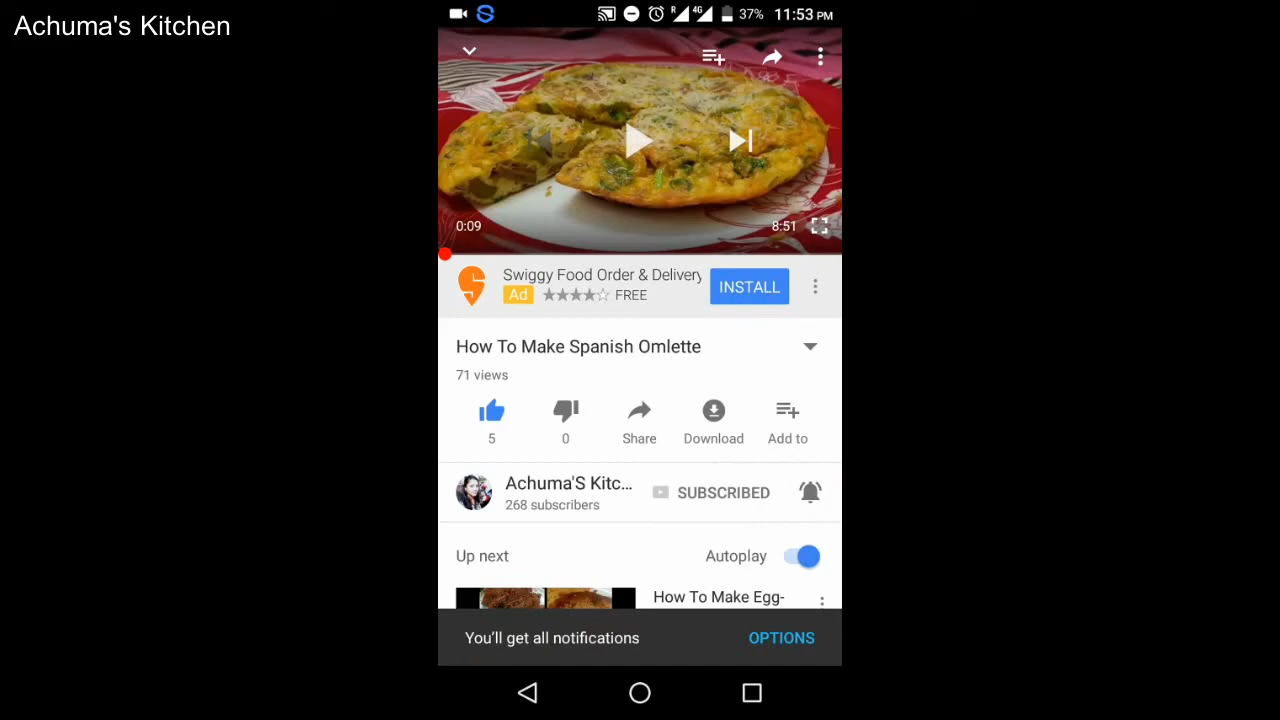 Achuma's Kitchen
R 4G 37% 11:53 PM
0:09 8:51
Swiggy Food Order & Delivery
Ad FREE INSTALL
How To Make Spanish Omlette
71 views
5 0 Share Download Add to
Achuma'S Kitc... SUBSCRIBED
268 subscribers
Up next Autoplay
How To Make Egg-
You'll get all notifications OPTIONS